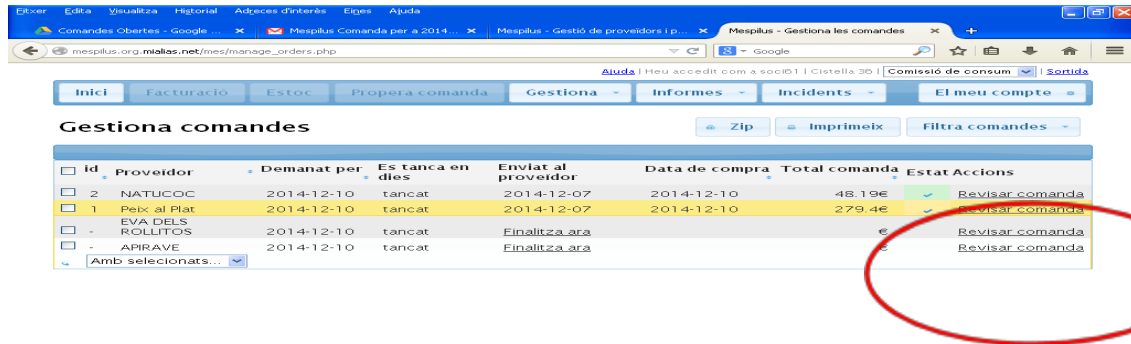 Fitxer Edita Visualitza Historial Adreces d'interès Eines Ajuda
Comandes Obertes - Google ... × Mespilus Comanda per a 2014... × Mespilus - Gestió de proveïdors i p... × Mespilus - Gestiona les comandes × +
mespilus.org.mialias.net/mes/manage_orders.php Google
Ajuda | Heu accedit com a soci61 | Cistella 36 | Comissió de consum | Sortida
Inici Facturació Estoc Propera comanda Gestiona Informes Incidents El meu compte
Gestiona comandes Zip Imprimeix Filtra comandes
id Proveïdor Demanat per Es tanca en dies Enviat al proveïdor Data de compra Total comanda Estat Accions
2 NATUCOC 2014-12-10 tancat 2014-12-07 2014-12-10 48.19€ Revisar comanda
1 Peix al Plat 2014-12-10 tancat 2014-12-07 2014-12-10 279.4€ Revisar comanda
- EVA DELS ROLLITOS 2014-12-10 tancat Finalitza ara € Revisar comanda
- APIRAVE 2014-12-10 tancat Finalitza ara € Revisar comanda
Amb selecionats...